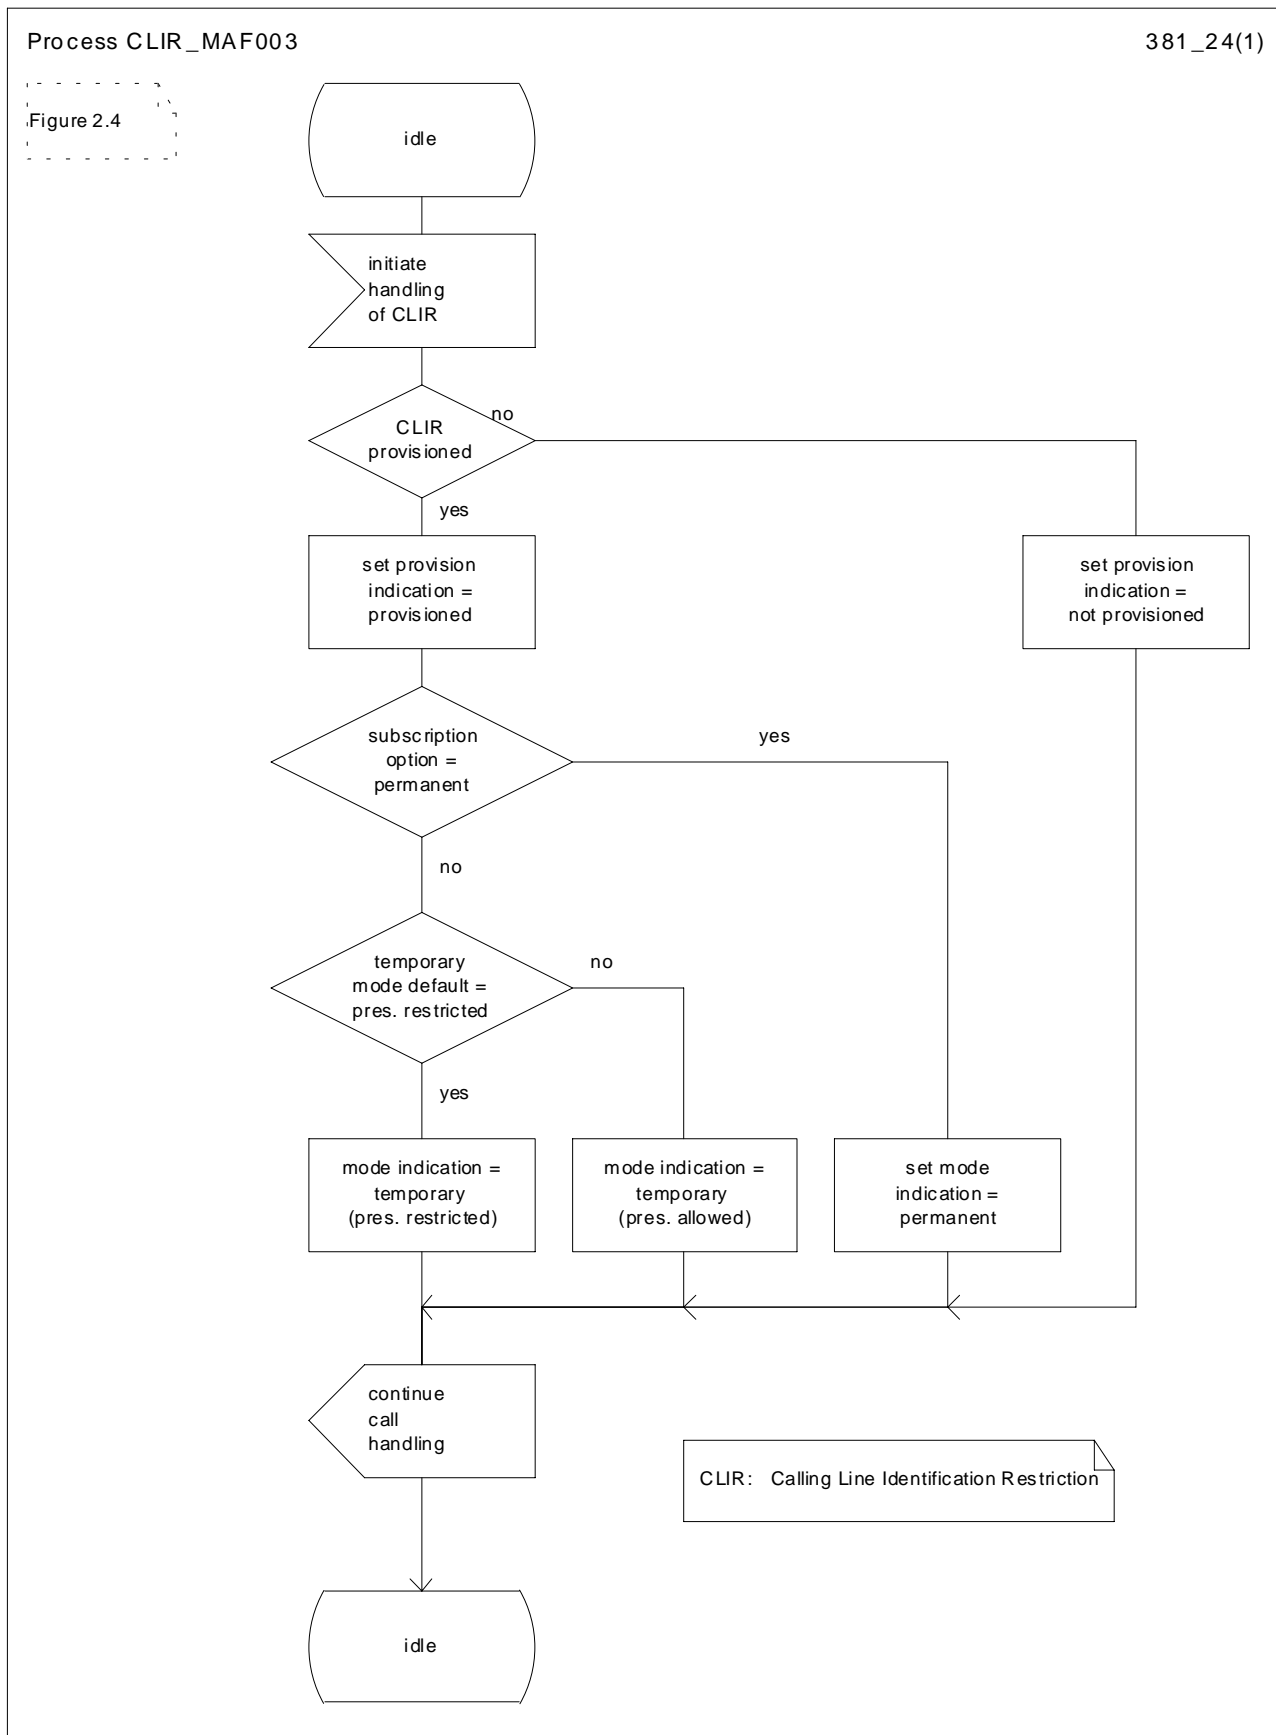 Process CLIR_MAF003
381_24(1)
Figure 2.4
idle
initiate
handling
of CLIR
CLIR
provisioned
no
yes
set provision
indication =
provisioned
set provision
indication =
not provisioned
subscription
option =
permanent
yes
no
temporary
mode default =
pres. restricted
no
yes
mode indication =
temporary
(pres. restricted)
mode indication =
temporary
(pres. allowed)
set mode
indication =
permanent
continue
call
handling
CLIR: Calling Line Identification Restriction
idle